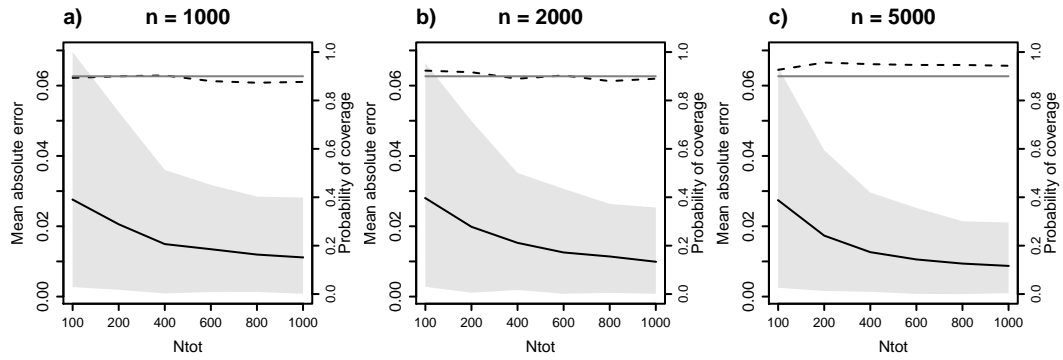 a) n = 1000
Mean absolute error
0.00 0.02 0.04 0.06
100 200 400 600 800 1000
Ntot
0.0 0.2 0.4 0.6 0.8 1.0
Probability of coverage
b) n = 2000
Mean absolute error
0.00 0.02 0.04 0.06
100 200 400 600 800 1000
Ntot
0.0 0.2 0.4 0.6 0.8 1.0
Probability of coverage
c) n = 5000
Mean absolute error
0.00 0.02 0.04 0.06
100 200 400 600 800 1000
Ntot
0.0 0.2 0.4 0.6 0.8 1.0
Probability of coverage